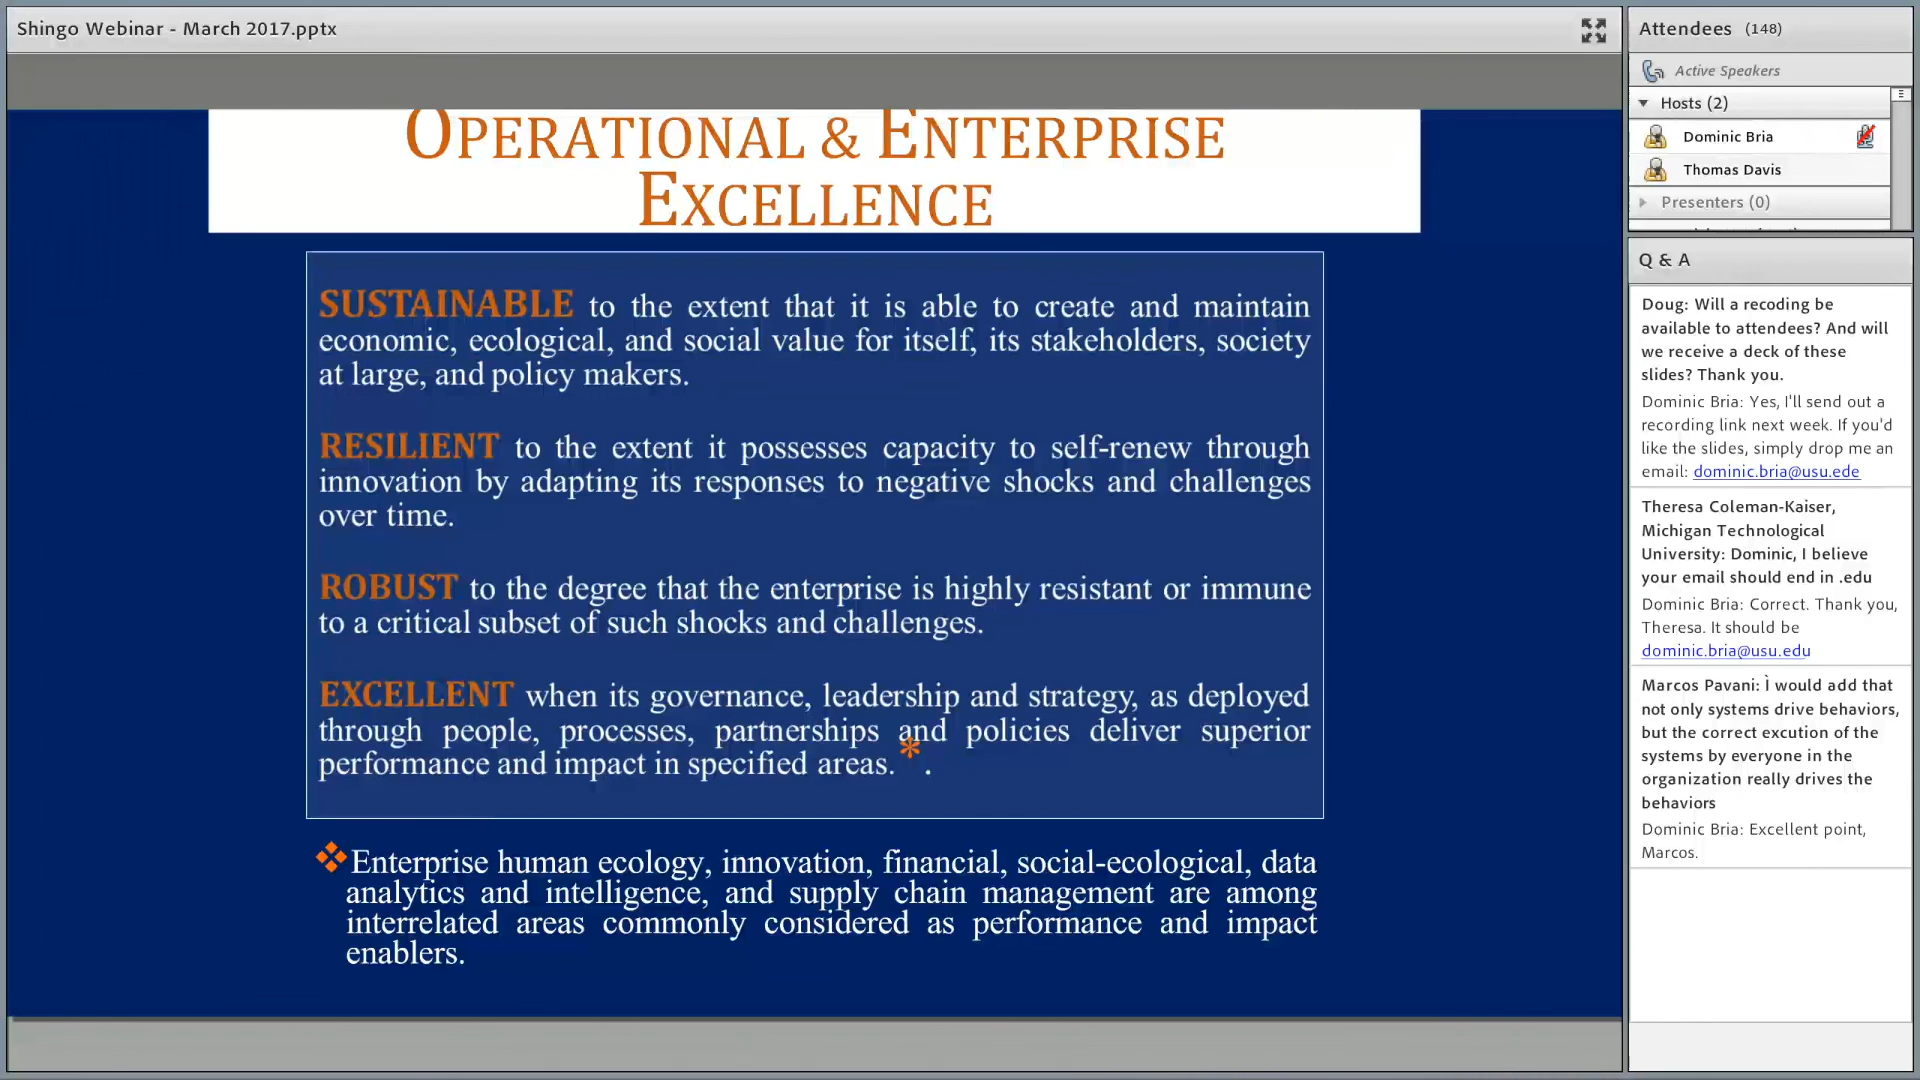 Shingo Webinar - March 2017.pptx
OPERATIONAL & ENTERPRISE
EXCELLENCE
SUSTAINABLE to the extent that it is able to create and maintain
economic, ecological, and social value for itself, its stakeholders, society
at large, and policy makers.
RESILIENT to the extent it possesses capacity to self-renew through
innovation by adapting its responses to negative shocks and challenges
over time.
ROBUST to the degree that the enterprise is highly resistant or immune
to a critical subset of such shocks and challenges.
EXCELLENT when its governance, leadership and strategy, as deployed
through people, processes, partnerships and policies deliver superior
performance and impact in specified areas. * .
Enterprise human ecology, innovation, financial, social-ecological, data
analytics and intelligence, and supply chain management are among
interrelated areas commonly considered as performance and impact
enablers.
Attendees (148)
Active Speakers
Hosts (2)
Dominic Bria
Thomas Davis
Presenters (0)
Q & A
Doug: Will a recoding be
available to attendees? And will
we receive a deck of these
slides? Thank you.
Dominic Bria: Yes, I'll send out a
recording link next week. If you'd
like the slides, simply drop me an
email: dominic.bria@usu.ede
Theresa Coleman-Kaiser,
Michigan Technological
University: Dominic, I believe
your email should end in .edu
Dominic Bria: Correct. Thank you,
Theresa. It should be
dominic.bria@usu.edu
Marcos Pavani: Ì would add that
not only systems drive behaviors,
but the correct excution of the
systems by everyone in the
organization really drives the
behaviors
Dominic Bria: Excellent point,
Marcos.